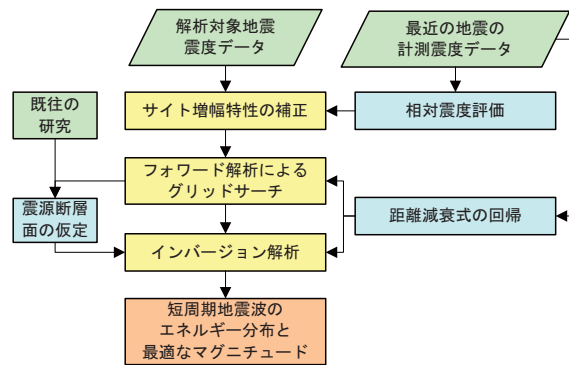 解析対象地震
震度データ
最近の地震の
計測震度データ
既往の
研究
サイト増幅特性の補正
相対震度評価
フォワード解析による
グリッドサーチ
震源断層
面の仮定
距離減衰式の回帰
インバージョン解析
短周期地震波の
エネルギー分布と
最適なマグニチュード